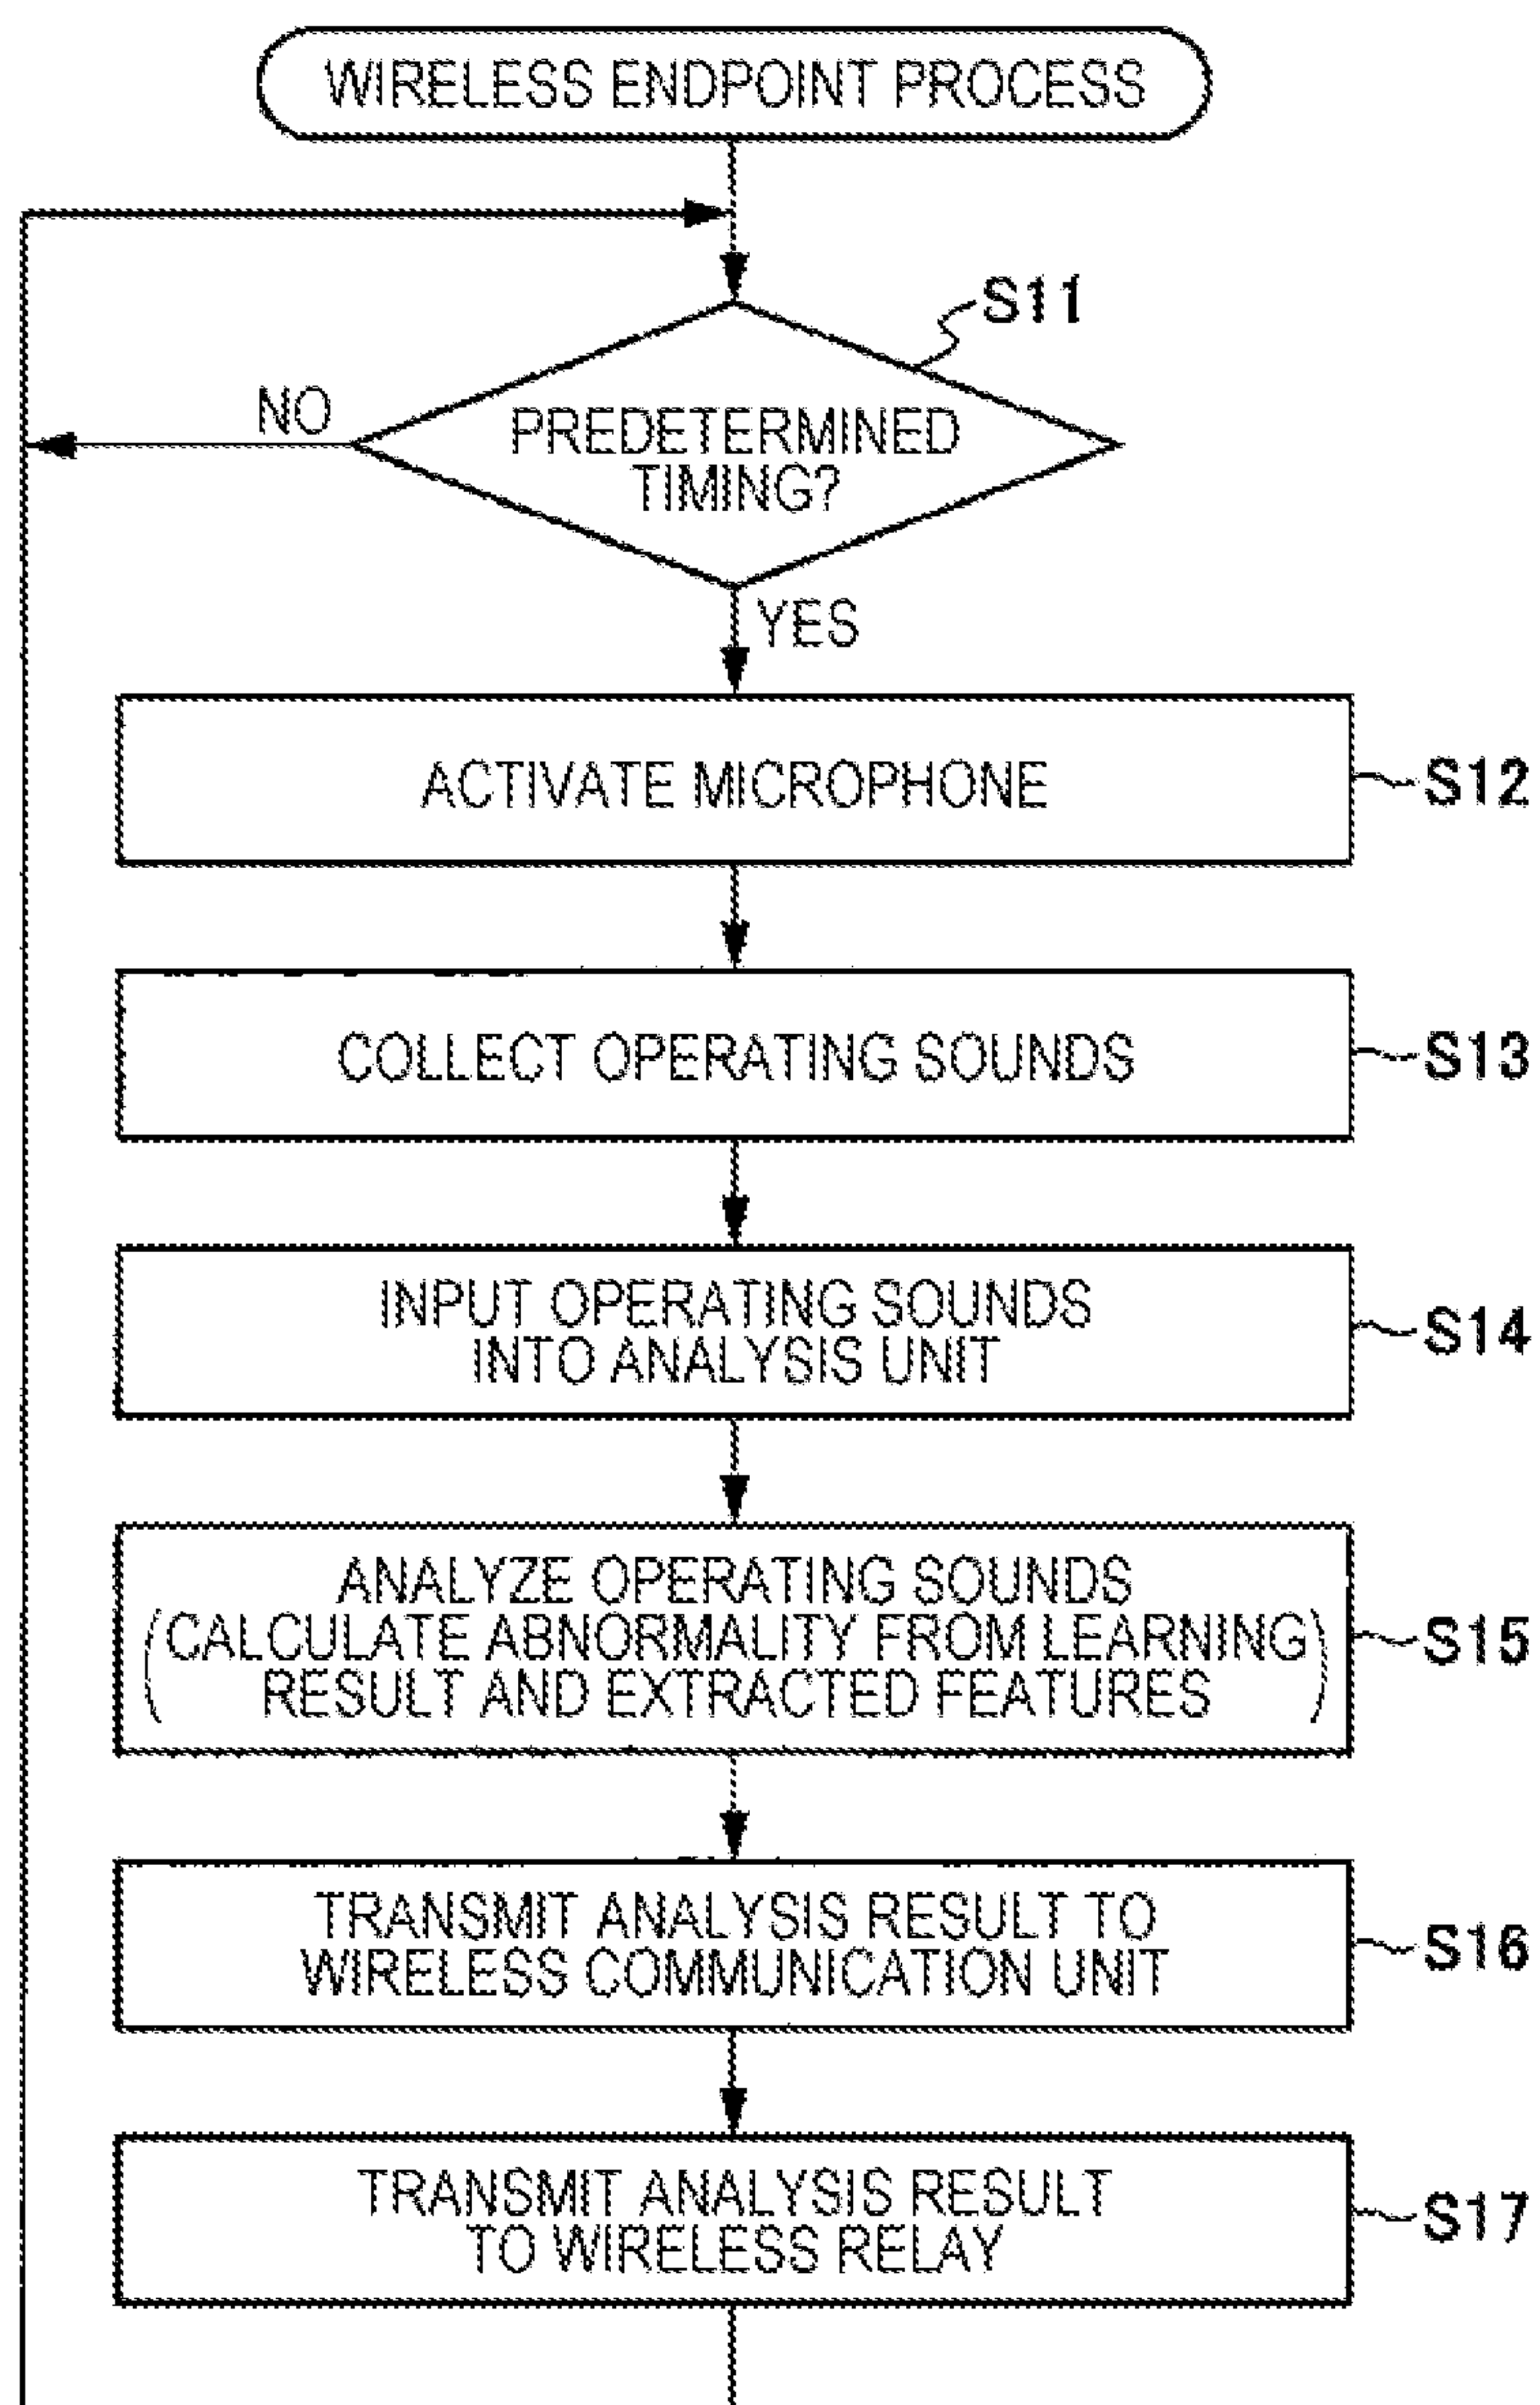 WIRELESS ENDPOINT PROCESS
S11
NO
PREDETERMINED
TIMING?
YES
ACTIVATE MICROPHONE
S12
COLLECT OPERATING SOUNDS
S13
INPUT OPERATING SOUNDS
INTO ANALYSIS UNIT
S14
ANALYZE OPERATING SOUNDS
(CALCULATE ABNORMALITY FROM LEARNING
RESULT AND EXTRACTED FEATURES)
S15
TRANSMIT ANALYSIS RESULT TO
WIRELESS COMMUNICATION UNIT
S16
TRANSMIT ANALYSIS RESULT
TO WIRELESS RELAY
S17